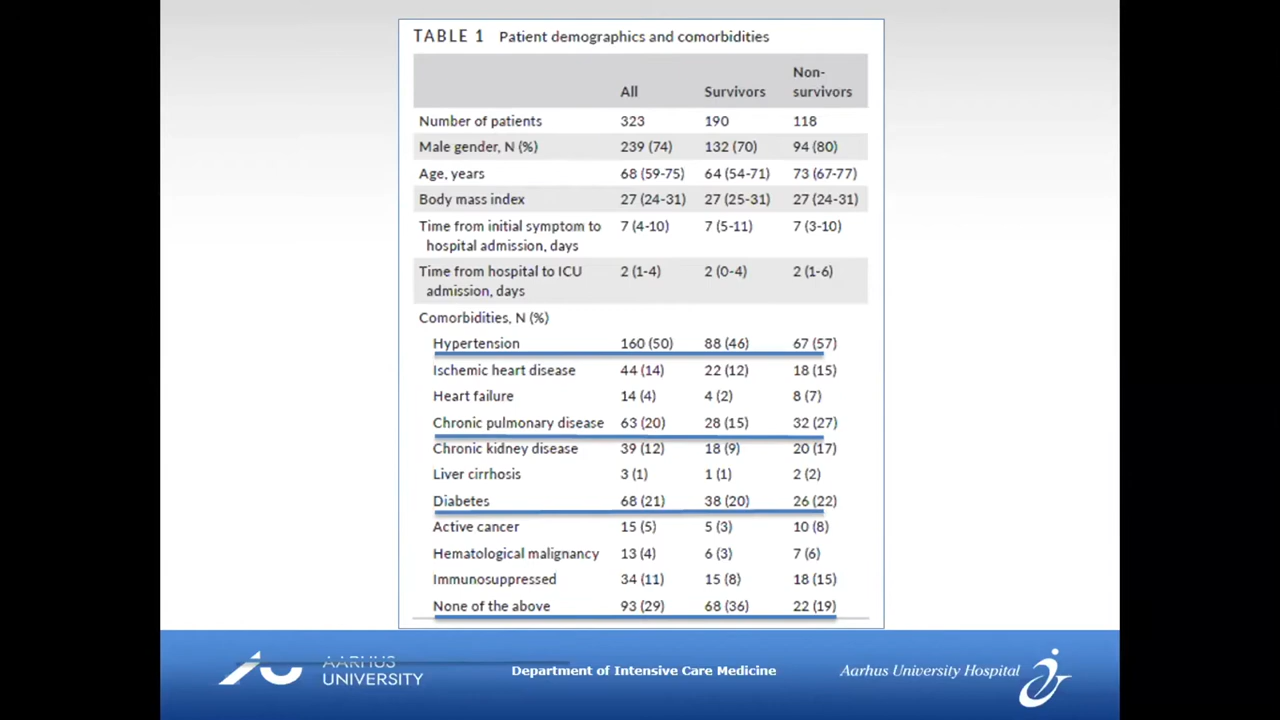 TABLE 1 Patient demographics and comorbidities
All Survivors Non-survivors
Number of patients 323 190 118
Male gender, N (%) 239 (74) 132 (70) 94 (80)
Age, years 68 (59-75) 64 (54-71) 73 (67-77)
Body mass index 27 (24-31) 27 (25-31) 27 (24-31)
Time from initial symptom to 7 (4-10) 7 (5-11) 7 (3-10)
hospital admission, days
Time from hospital to ICU 2 (1-4) 2 (0-4) 2 (1-6)
admission, days
Comorbidities, N (%)
Hypertension 160 (50) 88 (46) 67 (57)
Ischemic heart disease 44 (14) 22 (12) 18 (15)
Heart failure 14 (4) 4 (2) 8 (7)
Chronic pulmonary disease 63 (20) 28 (15) 32 (27)
Chronic kidney disease 39 (12) 18 (9) 20 (17)
Liver cirrhosis 3 (1) 1 (1) 2 (2)
Diabetes 68 (21) 38 (20) 26 (22)
Active cancer 15 (5) 5 (3) 10 (8)
Hematological malignancy 13 (4) 6 (3) 7 (6)
Immunosuppressed 34 (11) 15 (8) 18 (15)
None of the above 93 (29) 68 (36) 22 (19)
AARHUS
UNIVERSITY
Department of Intensive Care Medicine
Aarhus University Hospital